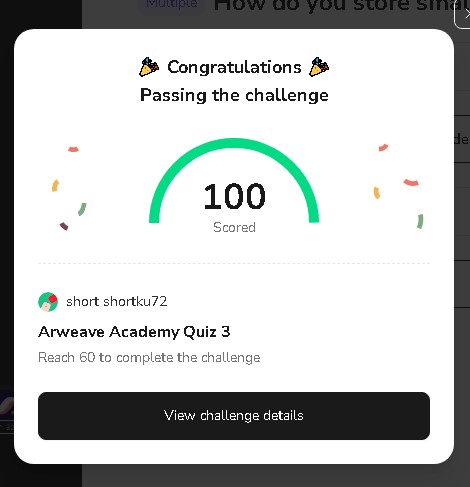 Multiple How do you store smal
Congratulations
Passing the challenge
100
Scored
short shortku72
Arweave Academy Quiz 3
Reach 60 to complete the challenge
View challenge details